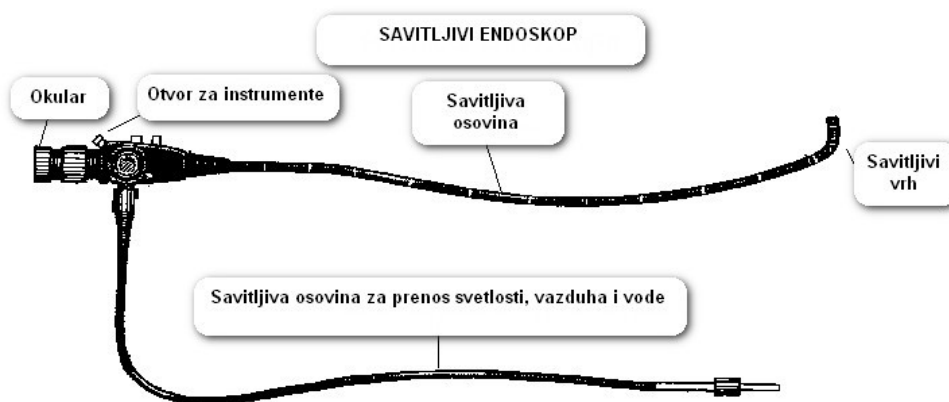 SAVITLJIVI ENDOSKOP
Okular
Otvor za instrumente
Savitljiva
osovina
Savitljivi
vrh
Savitljiva osovina za prenos svetlosti, vazduha i vode